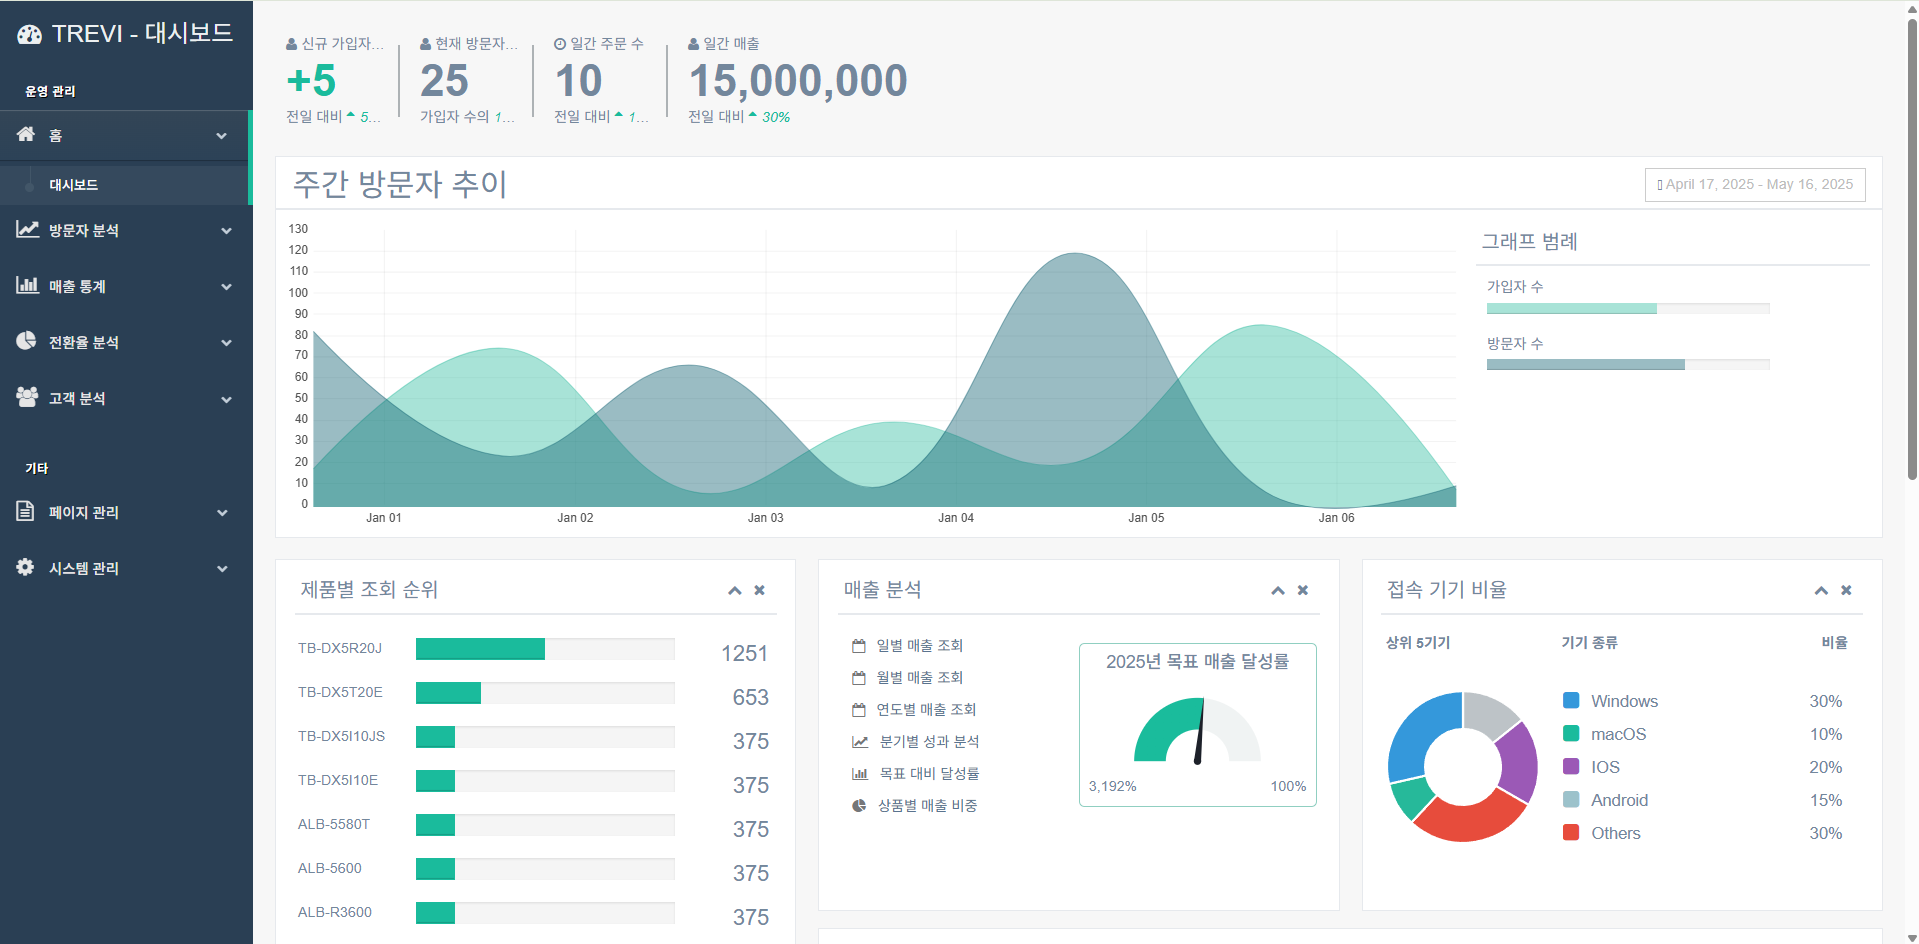 TREVI - 대시보드
운영 관리
홈
대시보드
방문자 분석
매출 통계
전환율 분석
고객 분석
기타
페이지 관리
시스템 관리
신규 가입자...
+5
전일 대비 5...
현재 방문자...
25
가입자 수의 1...
일간 주문 수
10
전일 대비 1...
일간 매출
15,000,000
전일 대비 30%
주간 방문자 추이
April 17, 2025 - May 16, 2025
130
120
110
100
90
80
70
60
50
40
30
20
10
0
Jan 01
Jan 02
Jan 03
Jan 04
Jan 05
Jan 06
그래프 범례
가입자 수
방문자 수
제품별 조회 순위
TB-DX5R20J 1251
TB-DX5T20E 653
TB-DX5I10JS 375
TB-DX5I10E 375
ALB-5580T 375
ALB-5600 375
ALB-R3600 375
매출 분석
일별 매출 조회
월별 매출 조회
연도별 매출 조회
분기별 성과 분석
목표 대비 달성률
상품별 매출 비중
2025년 목표 매출 달성률
3,192% 100%
접속 기기 비율
상위 5기기 기기 종류 비율
Windows 30%
macOS 10%
IOS 20%
Android 15%
Others 30%